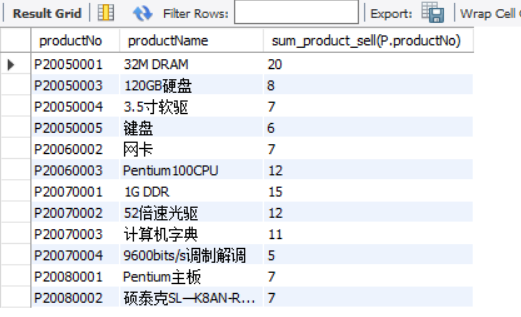 Result Grid Filter Rows: Export: Wrap Cell C
productNo productName sum_product_sell(P.productNo)
P20050001 32M DRAM 20
P20050003 120GB硬盘 8
P20050004 3.5寸软驱 7
P20050005 键盘 6
P20060002 网卡 7
P20060003 Pentium100CPU 12
P20070001 1G DDR 15
P20070002 52倍速光驱 12
P20070003 计算机字典 11
P20070004 9600bits/s调制解调 5
P20080001 Pentium主板 7
P20080002 硕泰克SL—K8AN-R... 7